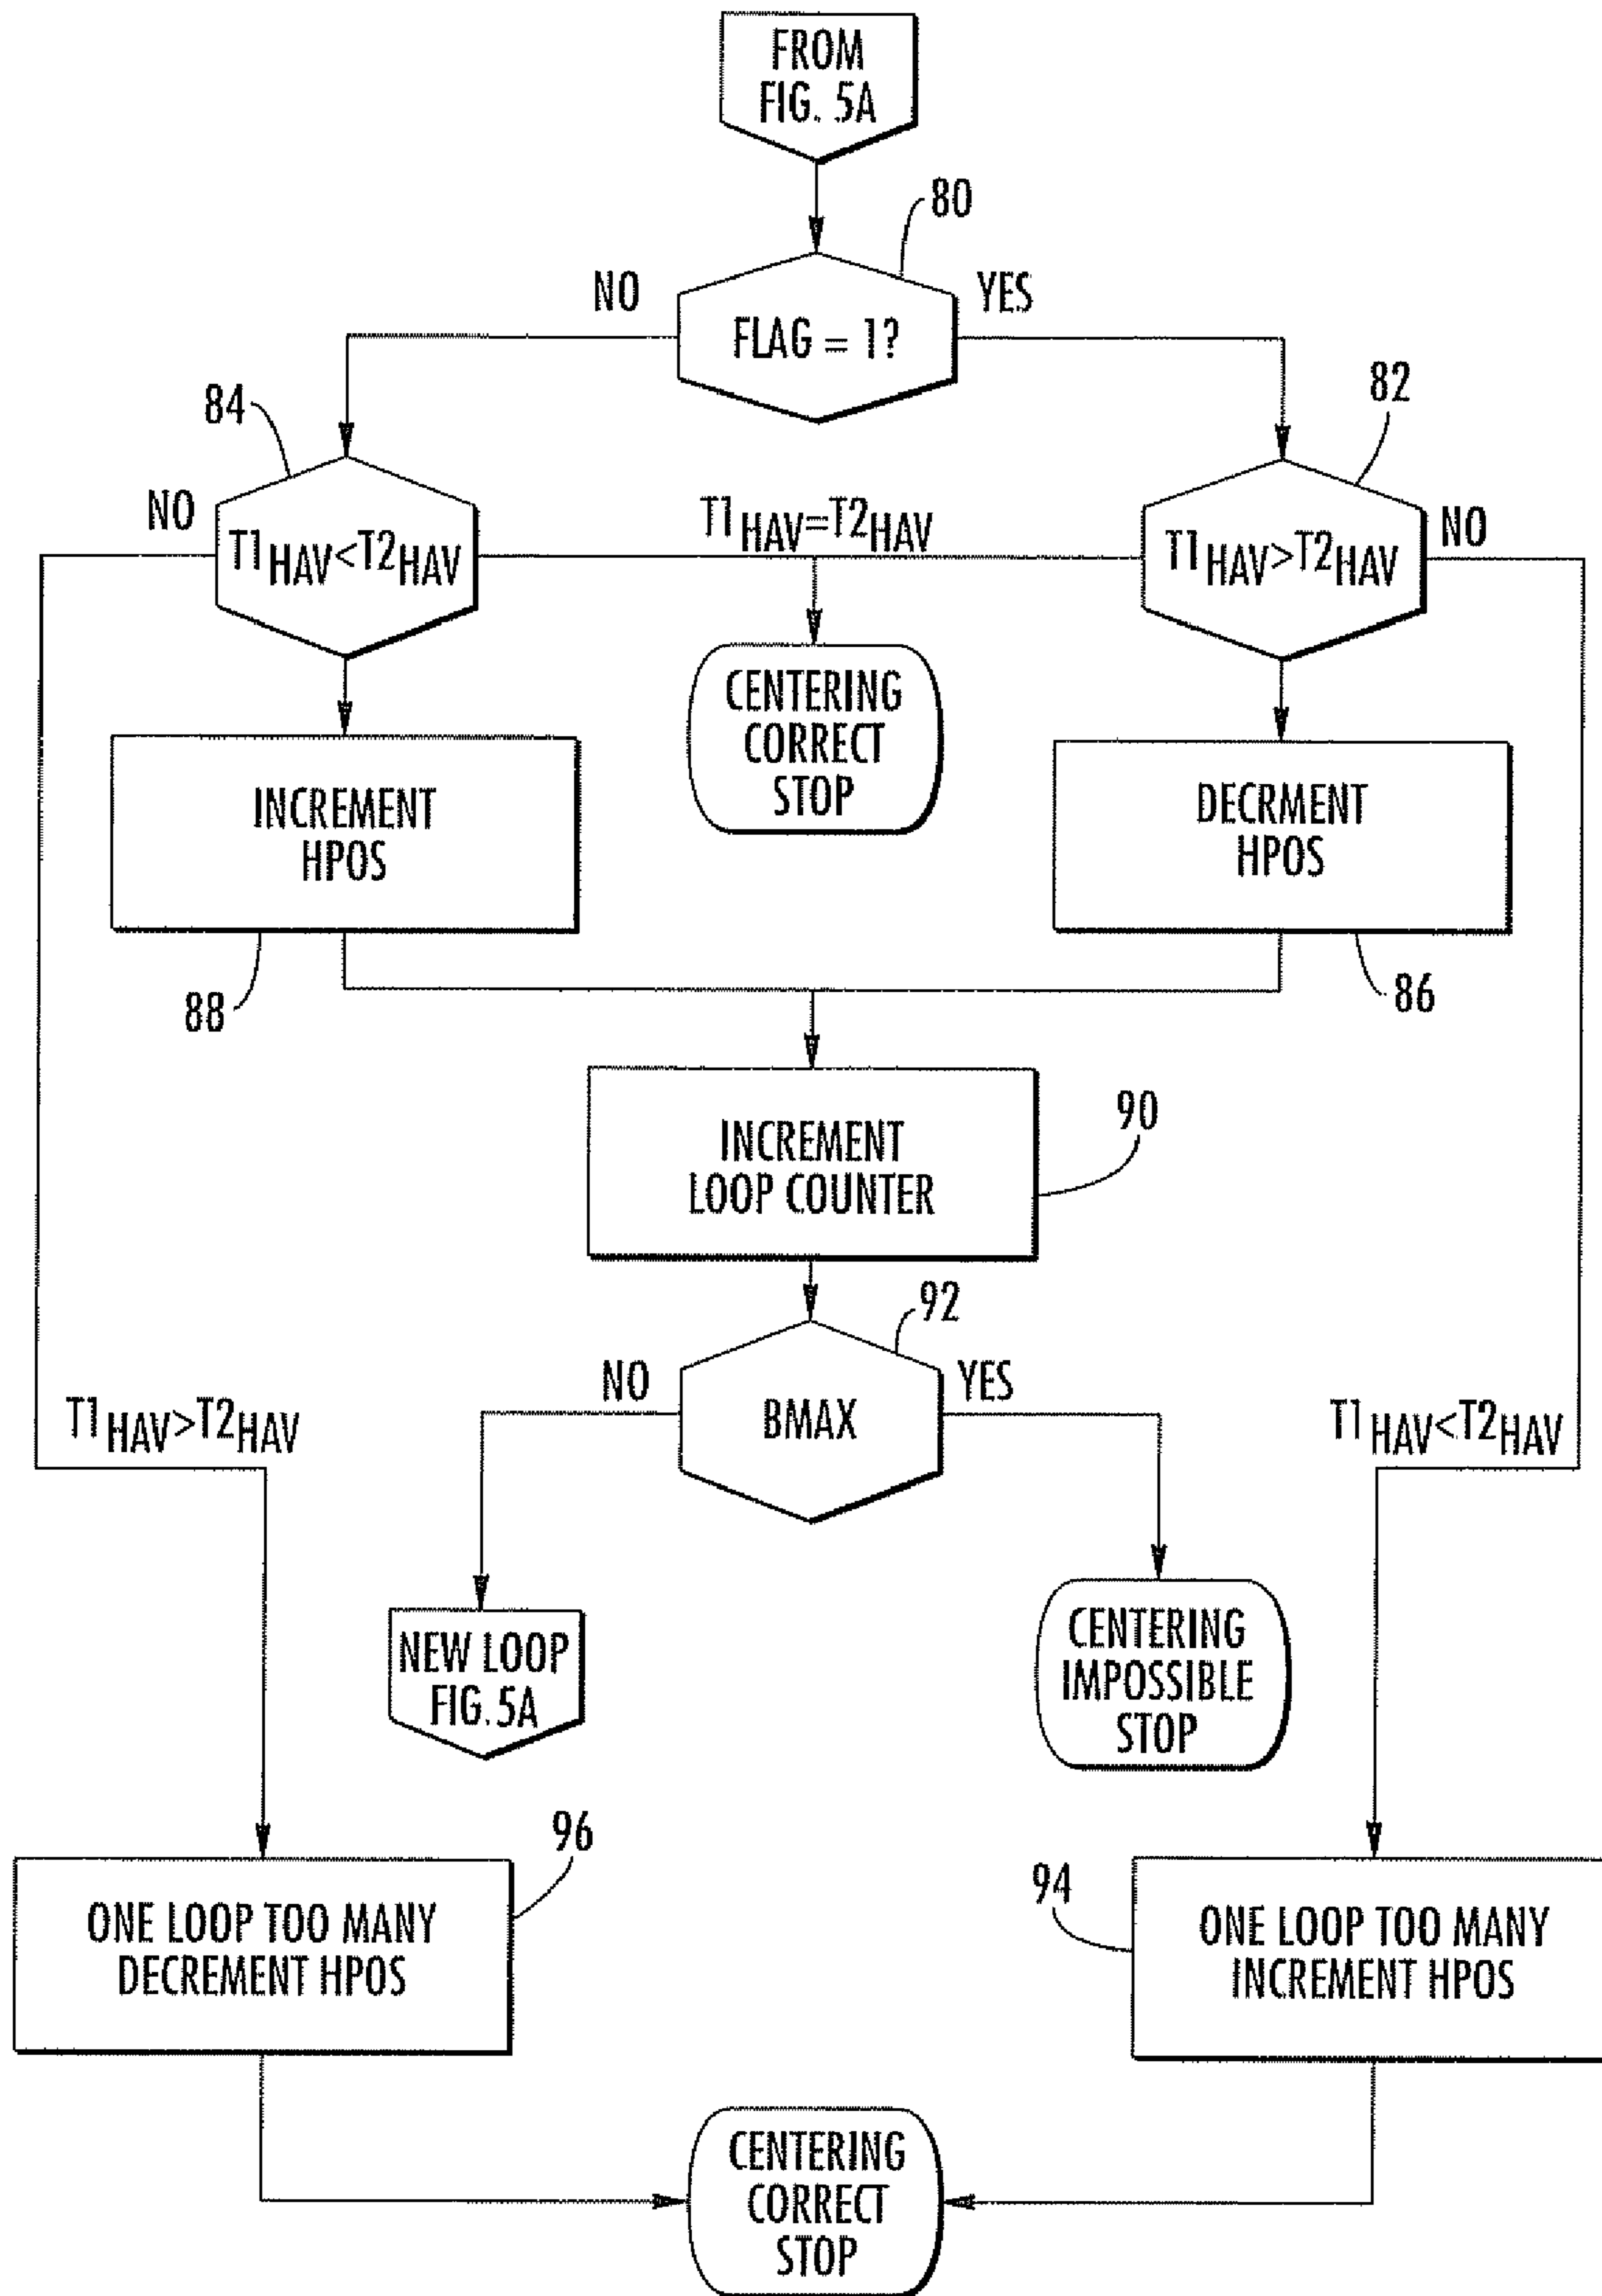 FROM
FIG. 5A
80
NO
YES
FLAG = 1?
84
82
NO
T1HAV<T2HAV
T1HAV=T2HAV
T1HAV>T2HAV
NO
CENTERING
CORRECT
STOP
INCREMENT
HPOS
DECRMENT
HPOS
88
86
INCREMENT
LOOP COUNTER
90
92
NO
YES
BMAX
T1HAV>T2HAV
T1HAV<T2HAV
NEW LOOP
FIG. 5A
CENTERING
IMPOSSIBLE
STOP
96
94
ONE LOOP TOO MANY
DECREMENT HPOS
ONE LOOP TOO MANY
INCREMENT HPOS
CENTERING
CORRECT
STOP